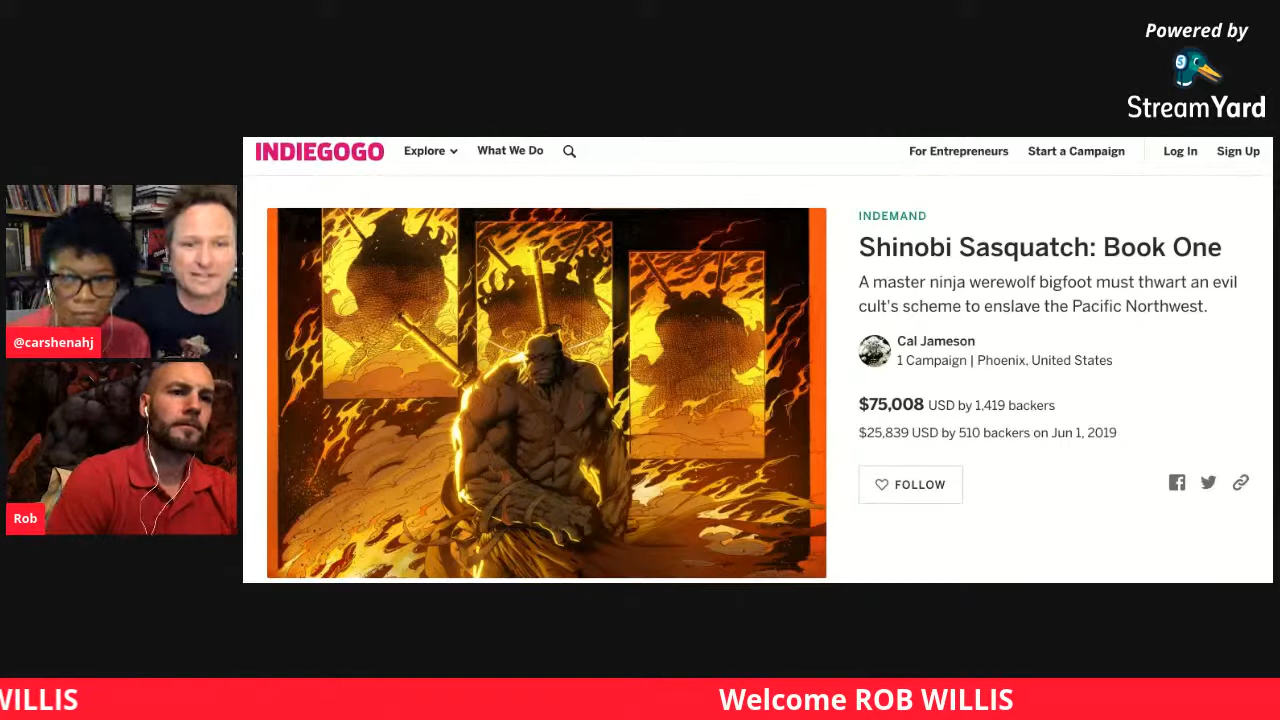 Powered by
StreamYard
INDIEGOGO Explore What We Do For Entrepreneurs Start a Campaign Log In Sign Up
INDEMAND
Shinobi Sasquatch: Book One
A master ninja werewolf bigfoot must thwart an evil
cult's scheme to enslave the Pacific Northwest.
Cal Jameson
1 Campaign | Phoenix, United States
$75,008 USD by 1,419 backers
$25,839 USD by 510 backers on Jun 1, 2019
FOLLOW
@carshenahj
Rob
WILLIS Welcome ROB WILLIS